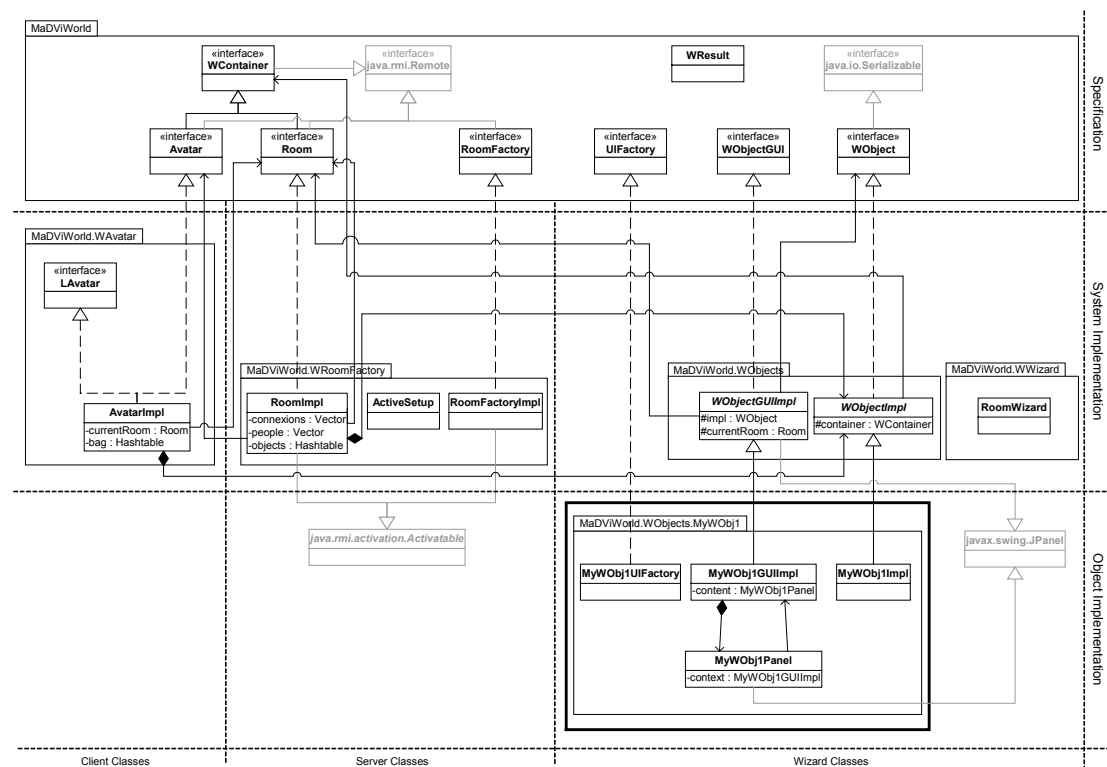 MaDViWorld
«interface»
WContainer
«interface»
java.rmi.Remote
WResult
«interface»
java.io.Serializable
«interface»
Avatar
«interface»
Room
«interface»
RoomFactory
«interface»
UIFactory
«interface»
WObjectGUI
«interface»
WObject
Specification
MaDViWorld.WAvatar
«interface»
LAvatar
AvatarImpl
-currentRoom : Room
-bag : Hashtable
MaDViWorld.WRoomFactory
RoomImpl
-connexions : Vector
-people : Vector
-objects : Hashtable
ActiveSetup
RoomFactoryImpl
MaDViWorld.WObjects
WObjectGUIImpl
#impl : WObject
#currentRoom : Room
WObjectImpl
#container : WContainer
MaDViWorld.WWizard
RoomWizard
System Implementation
java.rmi.activation.Activatable
MaDViWorld.WObjects.MyWObj1
MyWObj1UIFactory
MyWObj1GUIImpl
-content : MyWObj1Panel
MyWObj1Impl
MyWObj1Panel
-context : MyWObj1GUIImpl
javax.swing.JPanel
Object Implementation
Client Classes
Server Classes
Wizard Classes